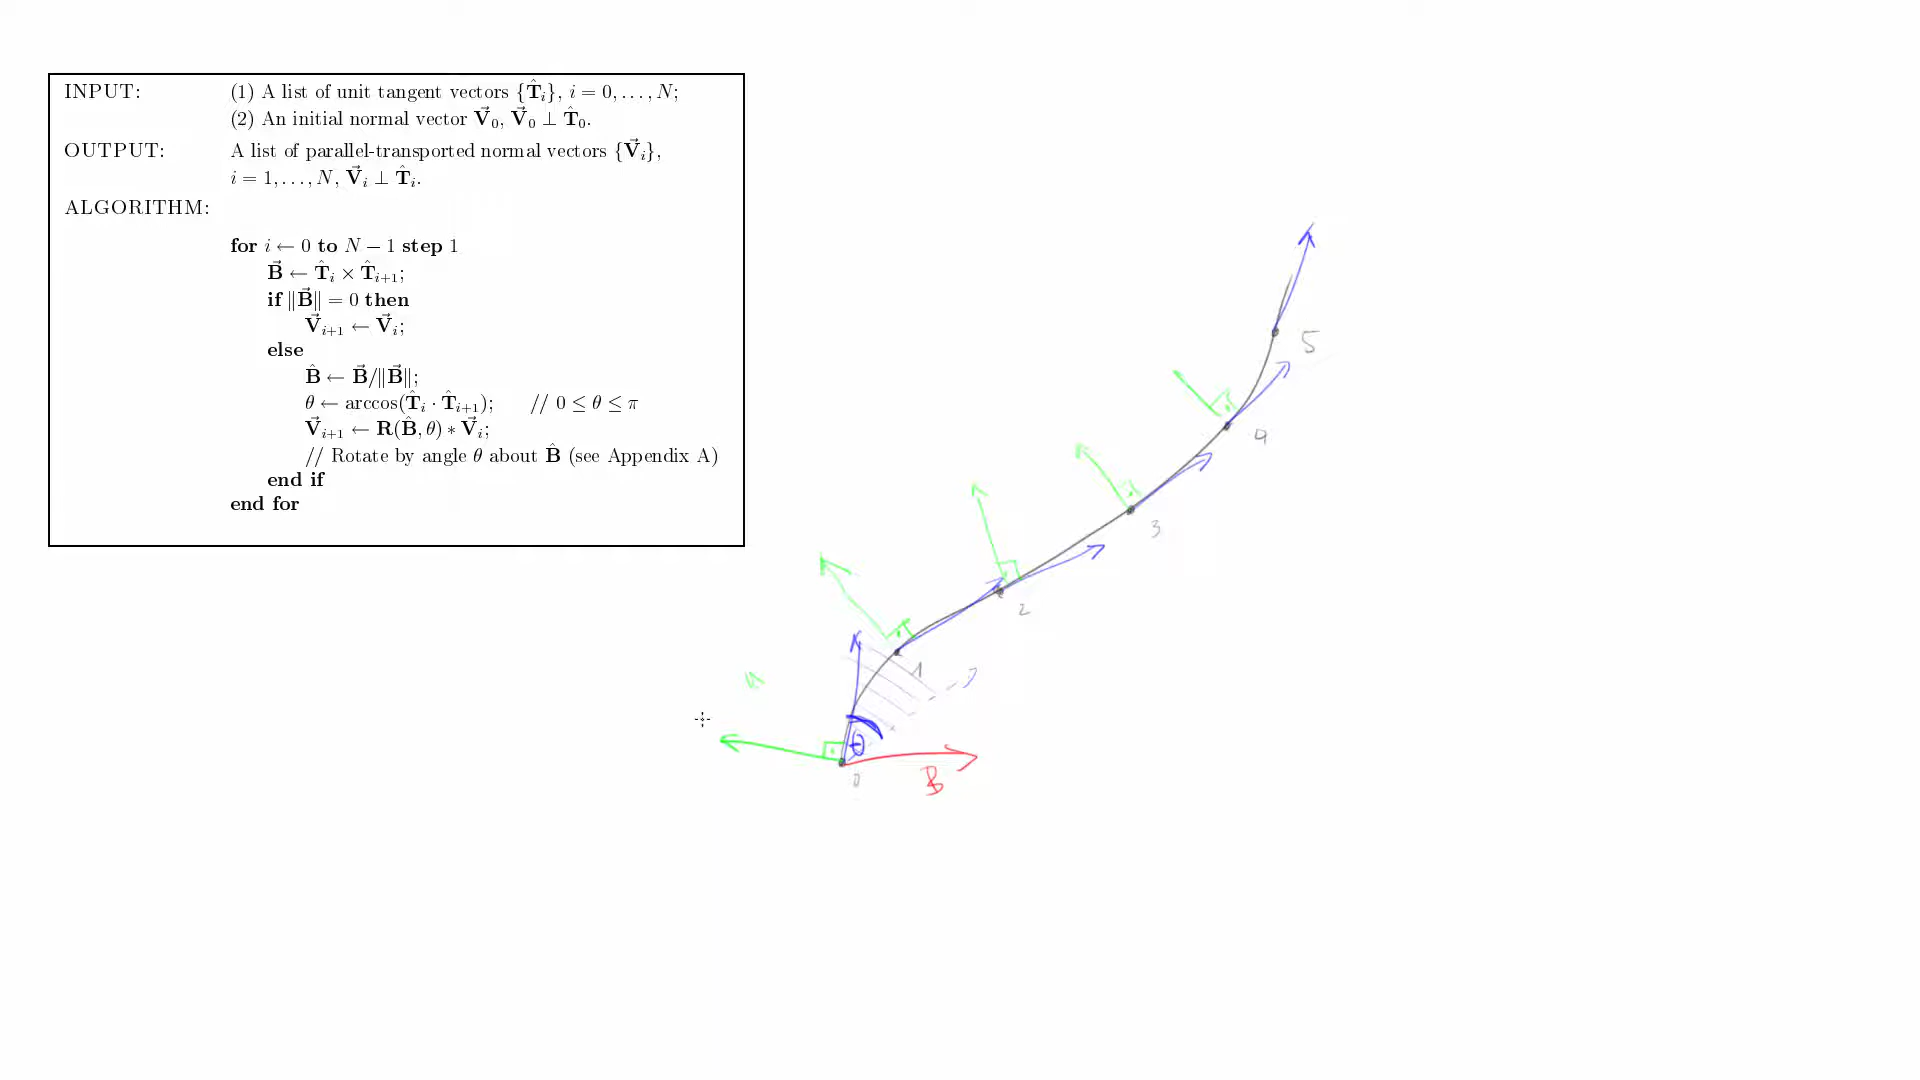 INPUT: (1) A list of unit tangent vectors {T̂ᵢ}, i = 0, . . . , N;
(2) An initial normal vector V⃗₀, V⃗₀ ⊥ T̂₀.
OUTPUT: A list of parallel-transported normal vectors {V⃗ᵢ},
i = 1, . . . , N, V⃗ᵢ ⊥ T̂ᵢ.
ALGORITHM:
for i ← 0 to N − 1 step 1
B⃗ ← T̂ᵢ × T̂ᵢ₊₁;
if ‖B⃗‖ = 0 then
V⃗ᵢ₊₁ ← V⃗ᵢ;
else
B̂ ← B⃗/‖B⃗‖;
θ ← arccos(T̂ᵢ · T̂ᵢ₊₁); // 0 ≤ θ ≤ π
V⃗ᵢ₊₁ ← R(B̂, θ) ∗ V⃗ᵢ;
// Rotate by angle θ about B̂ (see Appendix A)
end if
end for
5
4
3
2
1
θ
0
B